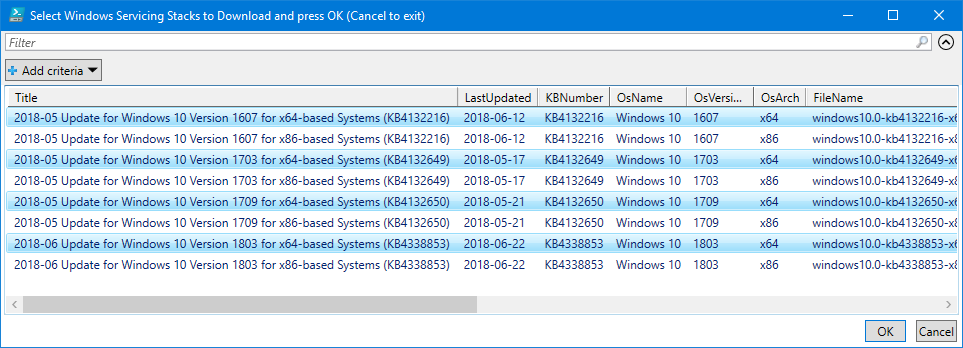 Select Windows Servicing Stacks to Download and press OK (Cancel to exit)
Filter
Add criteria
Title LastUpdated KBNumber OsName OsVersi... OsArch FileName
2018-05 Update for Windows 10 Version 1607 for x64-based Systems (KB4132216) 2018-06-12 KB4132216 Windows 10 1607 x64 windows10.0-kb4132216-x6
2018-05 Update for Windows 10 Version 1607 for x86-based Systems (KB4132216) 2018-06-12 KB4132216 Windows 10 1607 x86 windows10.0-kb4132216-x8
2018-05 Update for Windows 10 Version 1703 for x64-based Systems (KB4132649) 2018-05-17 KB4132649 Windows 10 1703 x64 windows10.0-kb4132649-x6
2018-05 Update for Windows 10 Version 1703 for x86-based Systems (KB4132649) 2018-05-17 KB4132649 Windows 10 1703 x86 windows10.0-kb4132649-x8
2018-05 Update for Windows 10 Version 1709 for x64-based Systems (KB4132650) 2018-05-21 KB4132650 Windows 10 1709 x64 windows10.0-kb4132650-x6
2018-05 Update for Windows 10 Version 1709 for x86-based Systems (KB4132650) 2018-05-21 KB4132650 Windows 10 1709 x86 windows10.0-kb4132650-x8
2018-06 Update for Windows 10 Version 1803 for x64-based Systems (KB4338853) 2018-06-22 KB4338853 Windows 10 1803 x64 windows10.0-kb4338853-x6
2018-06 Update for Windows 10 Version 1803 for x86-based Systems (KB4338853) 2018-06-22 KB4338853 Windows 10 1803 x86 windows10.0-kb4338853-x8
OK Cancel